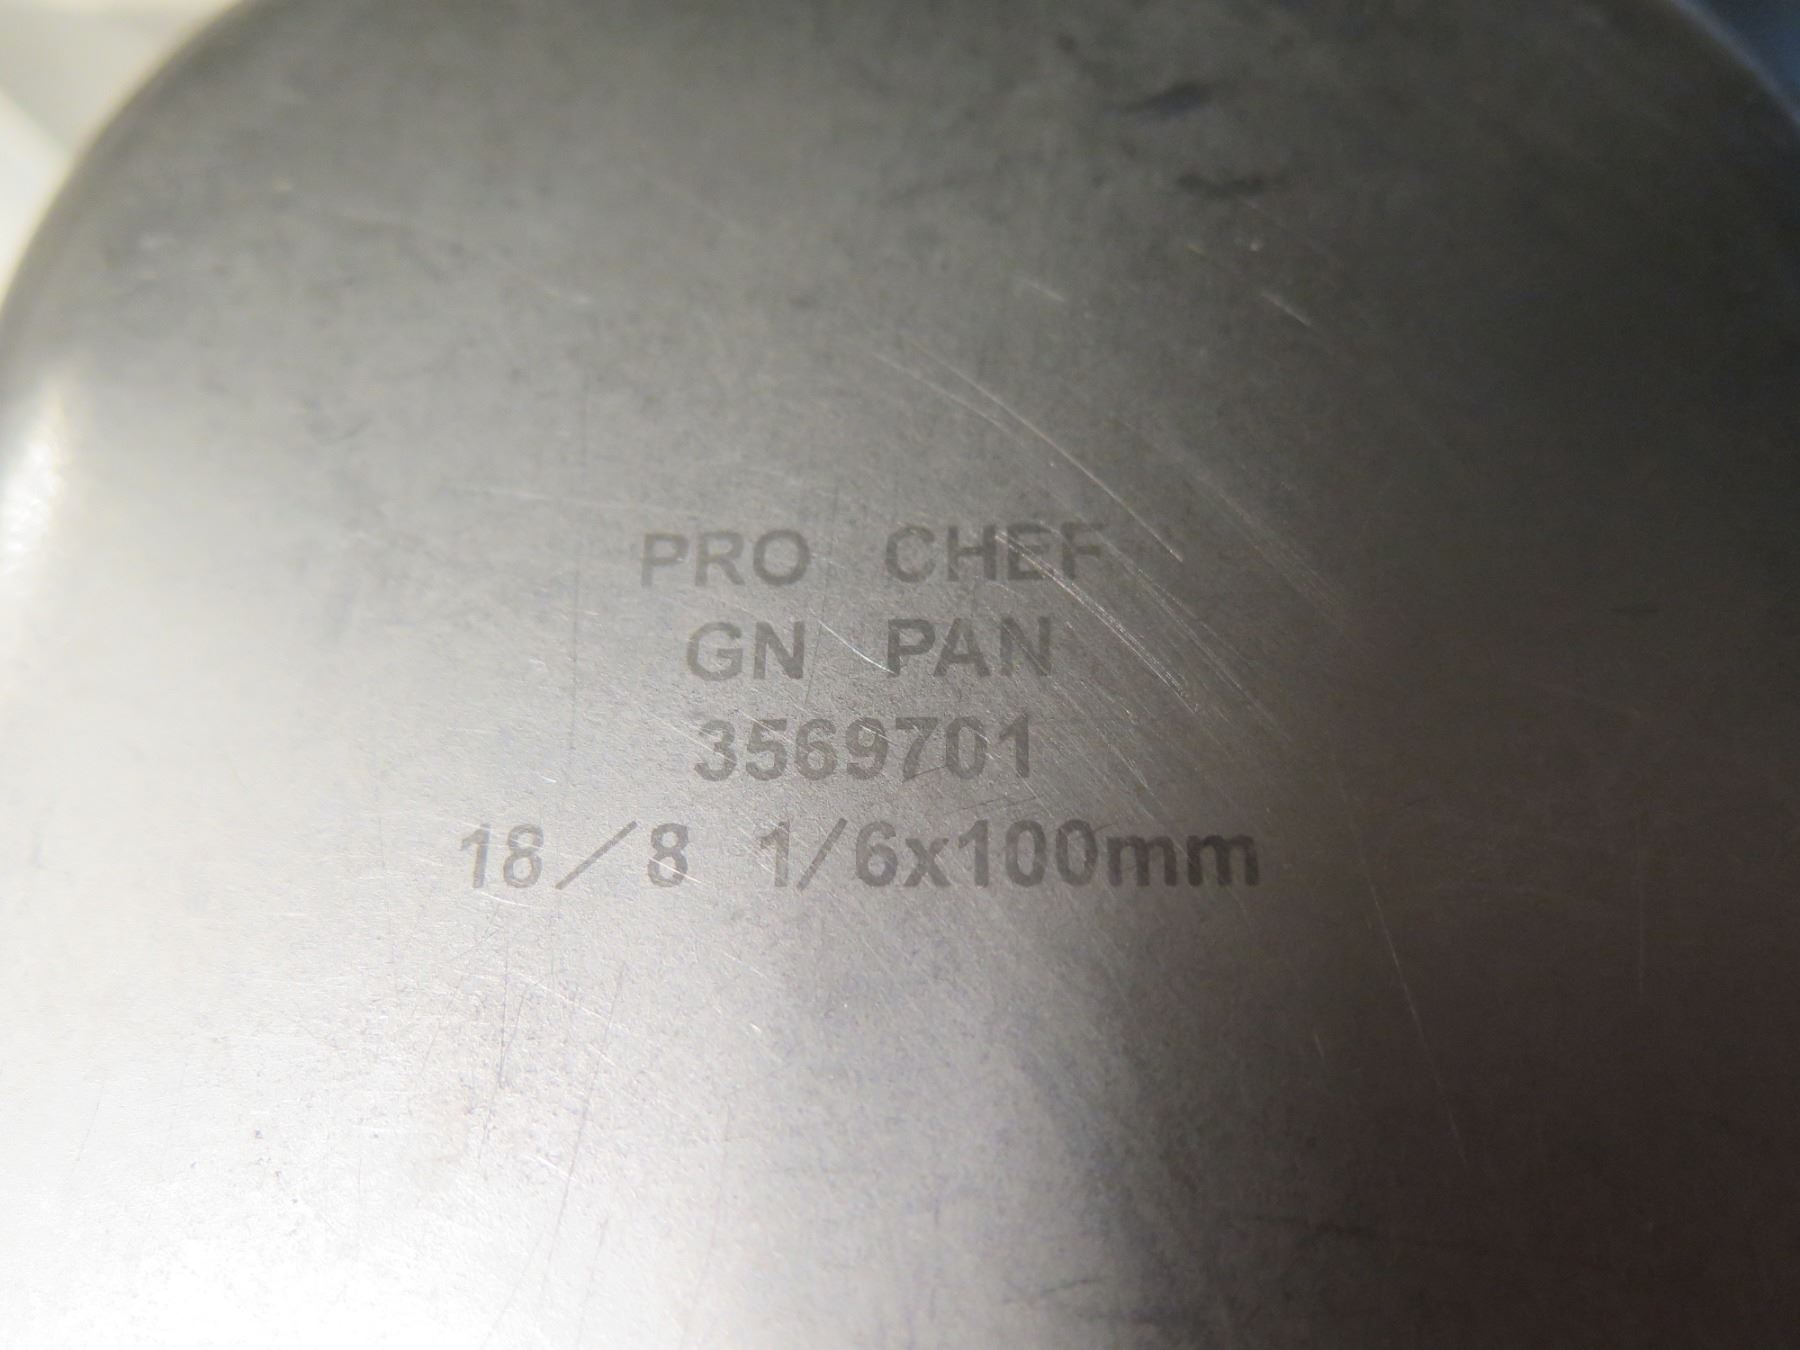 PRO CHEF
GN PAN
3569701
18/8 1/6x100mm